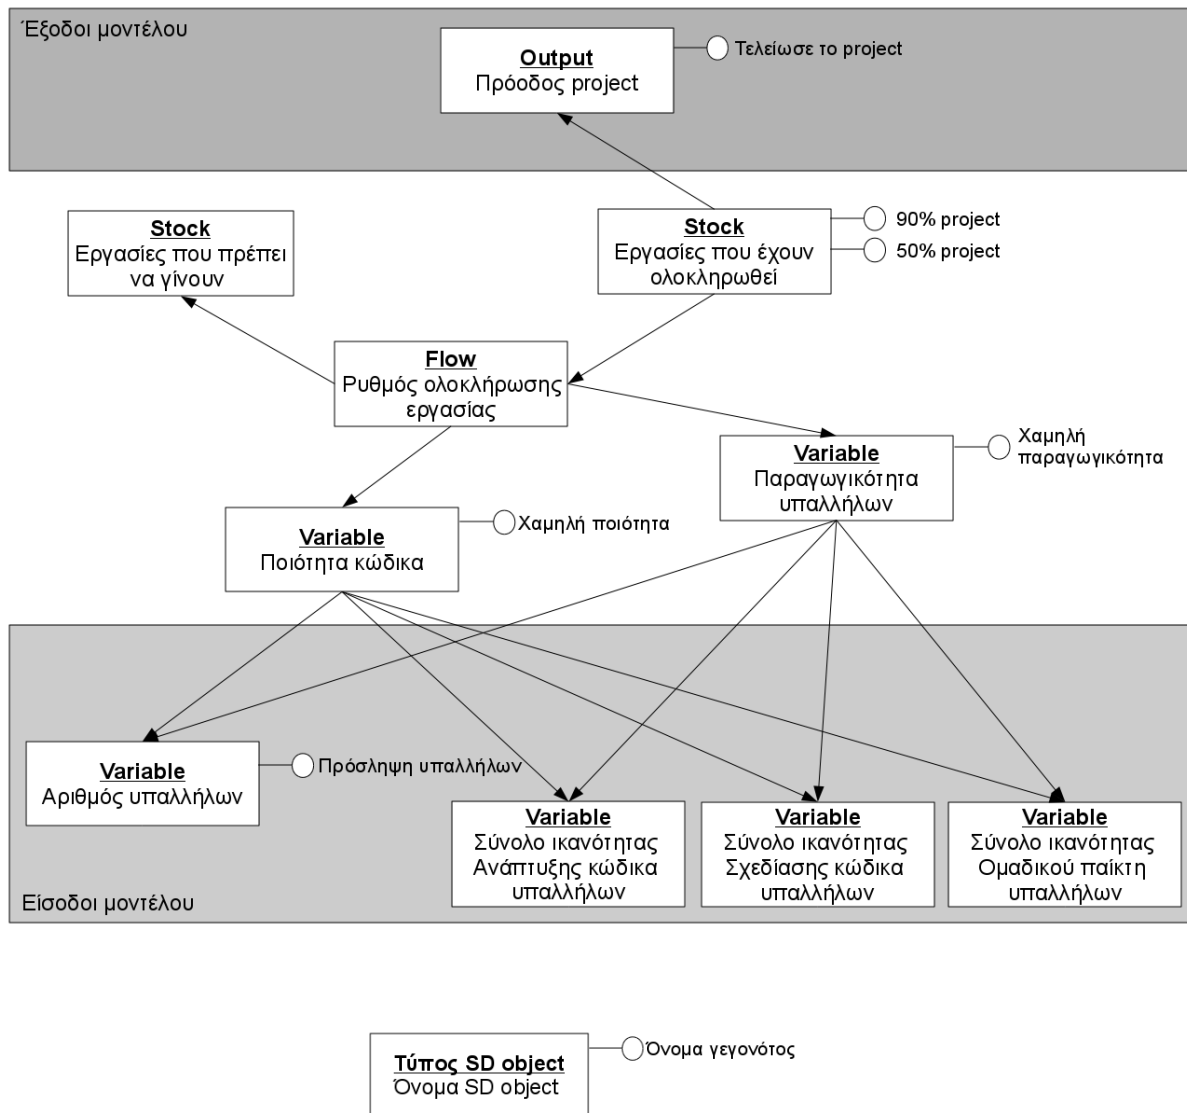 Έξοδοι μοντέλου
Output
Πρόοδος project
Τελείωσε το project
Stock
Εργασίες που πρέπει
να γίνουν
Stock
Εργασίες που έχουν
ολοκληρωθεί
90% project
50% project
Flow
Ρυθμός ολοκλήρωσης
εργασίας
Variable
Παραγωγικότητα
υπαλλήλων
Χαμηλή
παραγωγικότητα
Variable
Ποιότητα κώδικα
Χαμηλή ποιότητα
Variable
Αριθμός υπαλλήλων
Πρόσληψη υπαλλήλων
Variable
Σύνολο ικανότητας
Ανάπτυξης κώδικα
υπαλλήλων
Variable
Σύνολο ικανότητας
Σχεδίασης κώδικα
υπαλλήλων
Variable
Σύνολο ικανότητας
Ομαδικού παίκτη
υπαλλήλων
Είσοδοι μοντέλου
Τύπος SD object
Όνομα SD object
Όνομα γεγονότος